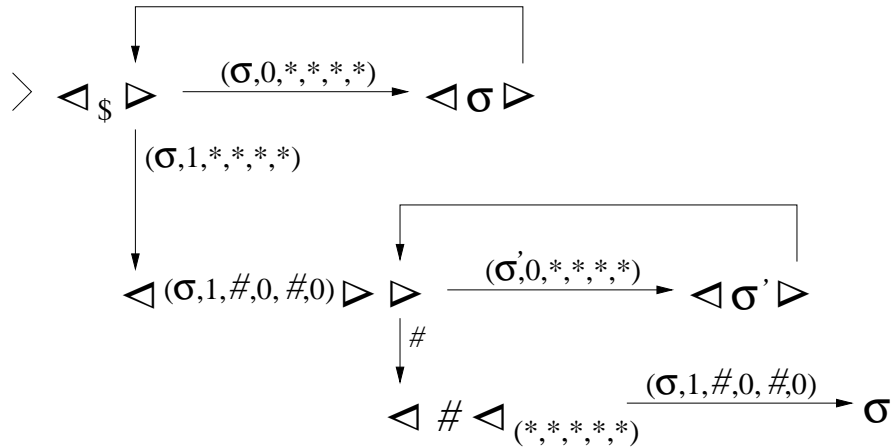 > ◁ $ ▷ (σ,0,*,*,*,*) ◁ σ ▷
(σ,1,*,*,*,*)
◁ (σ,1,#,0, #,0) ▷ ▷ (σ',0,*,*,*,*) ◁ σ' ▷
#
◁ # ◁ (*,*,*,*,*) (σ,1,#,0, #,0) σ